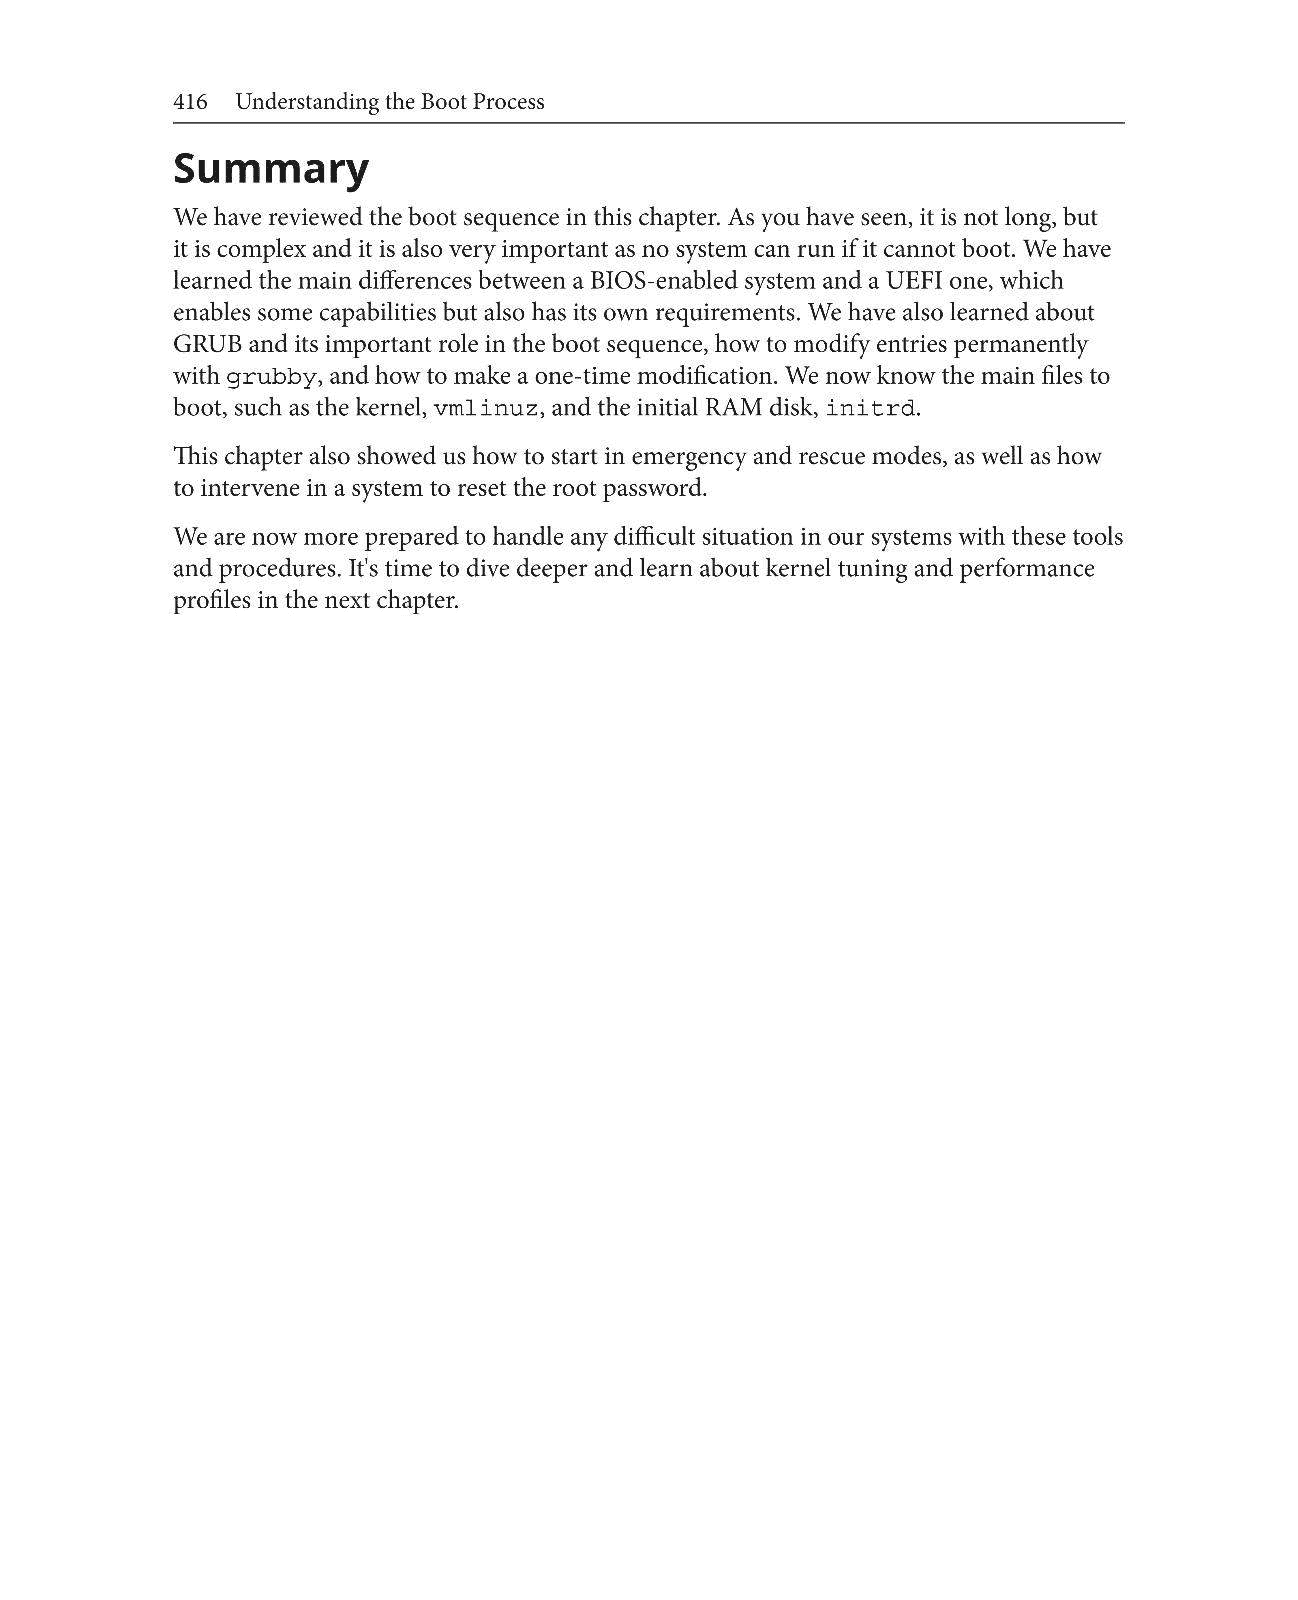 416 Understanding the Boot Process
Summary
We have reviewed the boot sequence in this chapter. As you have seen, it is not long, but
it is complex and it is also very important as no system can run if it cannot boot. We have
learned the main differences between a BIOS-enabled system and a UEFI one, which
enables some capabilities but also has its own requirements. We have also learned about
GRUB and its important role in the boot sequence, how to modify entries permanently
with grubby, and how to make a one-time modification. We now know the main files to
boot, such as the kernel, vmlinuz, and the initial RAM disk, initrd.
This chapter also showed us how to start in emergency and rescue modes, as well as how
to intervene in a system to reset the root password.
We are now more prepared to handle any difficult situation in our systems with these tools
and procedures. It's time to dive deeper and learn about kernel tuning and performance
profiles in the next chapter.